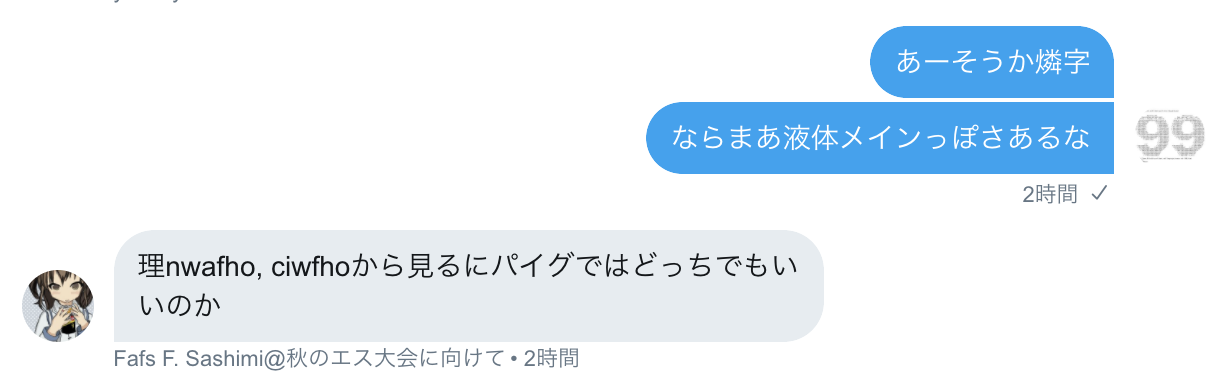 あーそうか燐字
ならまあ液体メインっぽさあるな
99
2時間 ✓
理nwafho, ciwfhoから見るにパイグではどっちでもい
いのか
Fafs F. Sashimi@秋のエス大会に向けて • 2時間